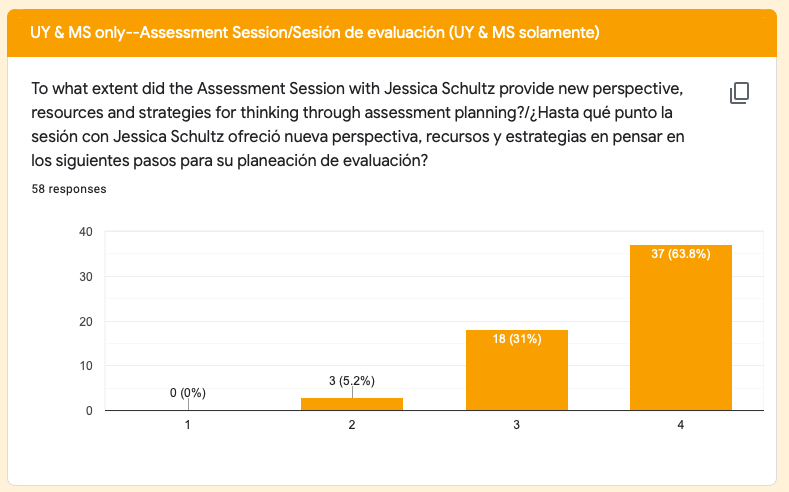 UY & MS only--Assessment Session/Sesión de evaluación (UY & MS solamente)
To what extent did the Assessment Session with Jessica Schultz provide new perspective,
resources and strategies for thinking through assessment planning?/¿Hasta qué punto la
sesión con Jessica Schultz ofreció nueva perspectiva, recursos y estrategias en pensar en
los siguientes pasos para su planeación de evaluación?
58 responses
40
30
20
10
0
0 (0%)
3 (5.2%)
18 (31%)
37 (63.8%)
1
2
3
4